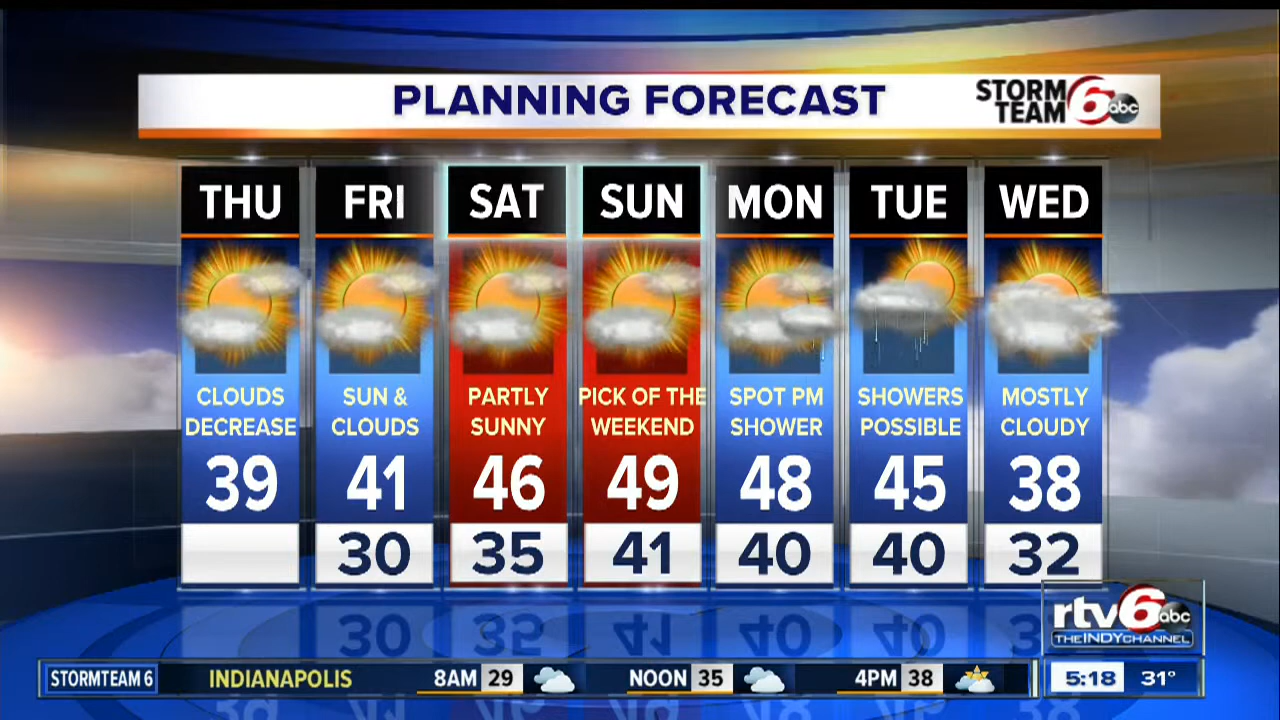 PLANNING FORECAST
STORM TEAM 6 abc
THU FRI SAT SUN MON TUE WED
CLOUDS DECREASE
SUN & CLOUDS
PARTLY SUNNY
PICK OF THE WEEKEND
SPOT PM SHOWER
SHOWERS POSSIBLE
MOSTLY CLOUDY
39 41 46 49 48 45 38
30 35 41 40 40 32
rtv6 abc
THEINDYCHANNEL
STORMTEAM 6 INDIANAPOLIS 8AM 29 NOON 35 4PM 38 5:18 31°